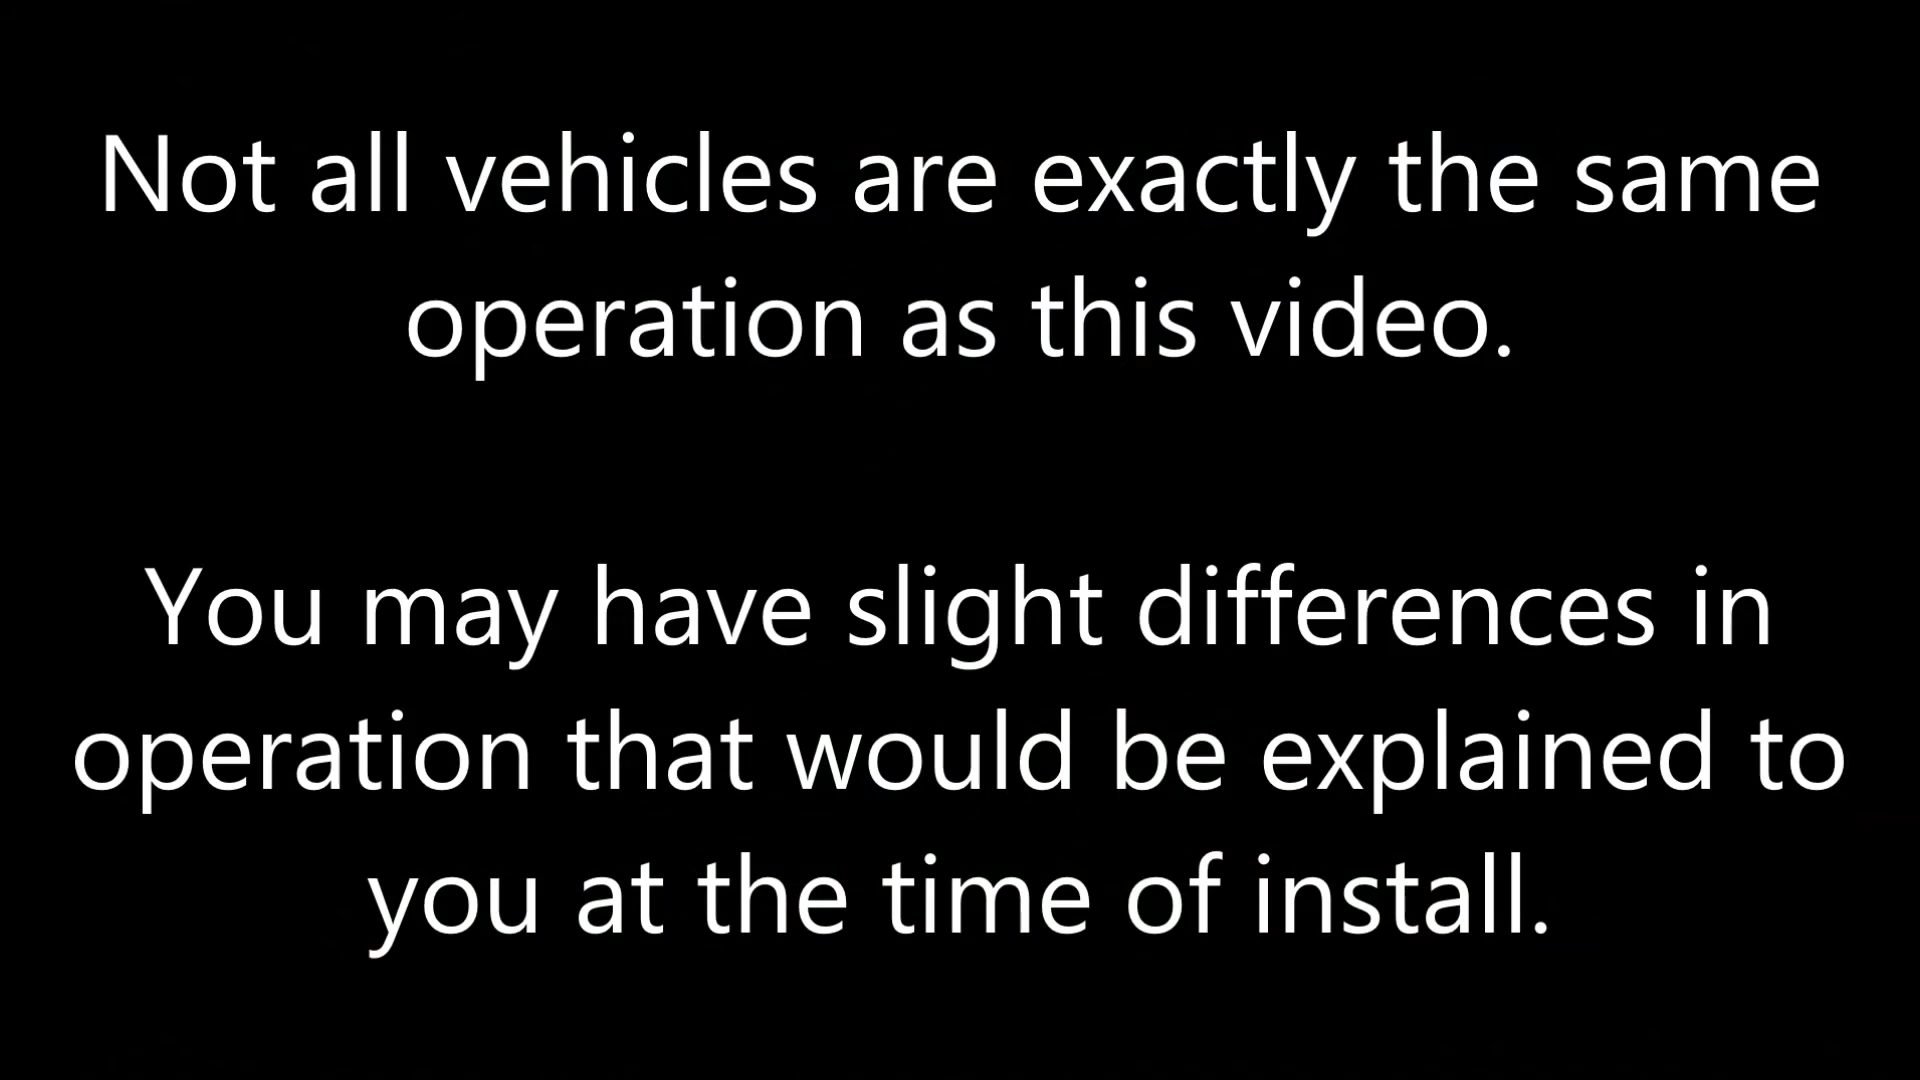 Not all vehicles are exactly the same
operation as this video.
You may have slight differences in
operation that would be explained to
you at the time of install.